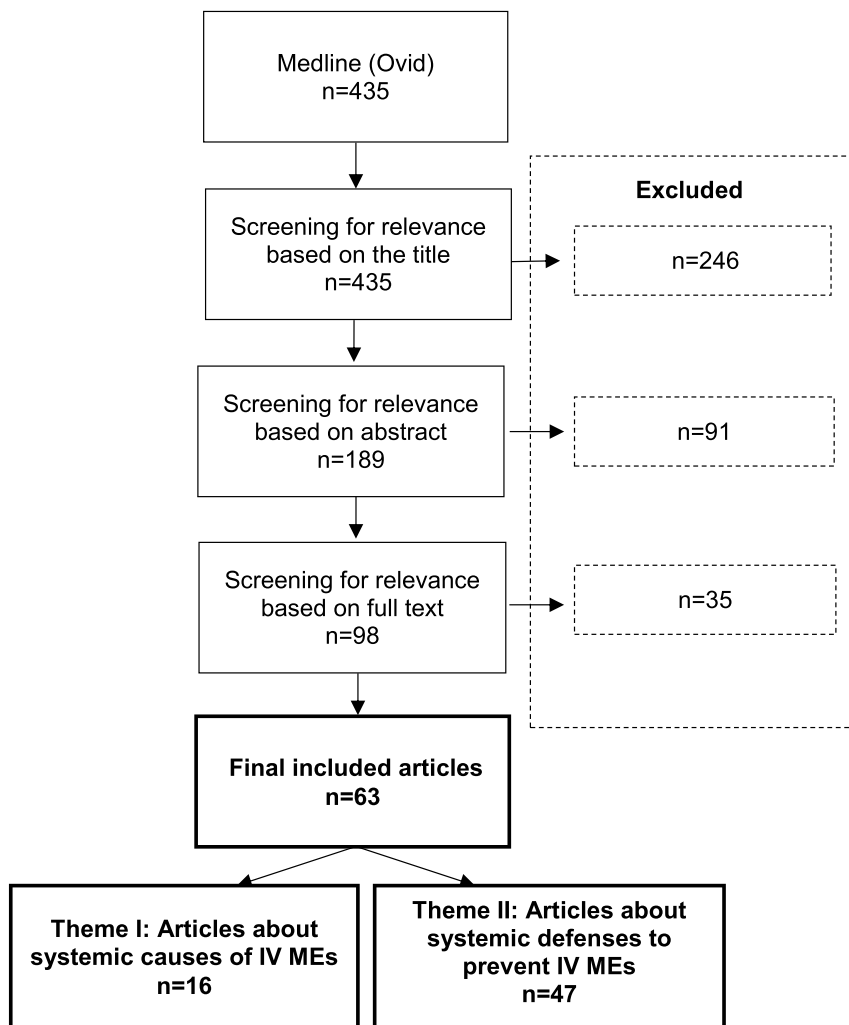 Medline (Ovid)
n=435
Screening for relevance
based on the title
n=435
Excluded
n=246
Screening for relevance
based on abstract
n=189
n=91
Screening for relevance
based on full text
n=98
n=35
Final included articles
n=63
Theme I: Articles about
systemic causes of IV MEs
n=16
Theme II: Articles about
systemic defenses to
prevent IV MEs
n=47